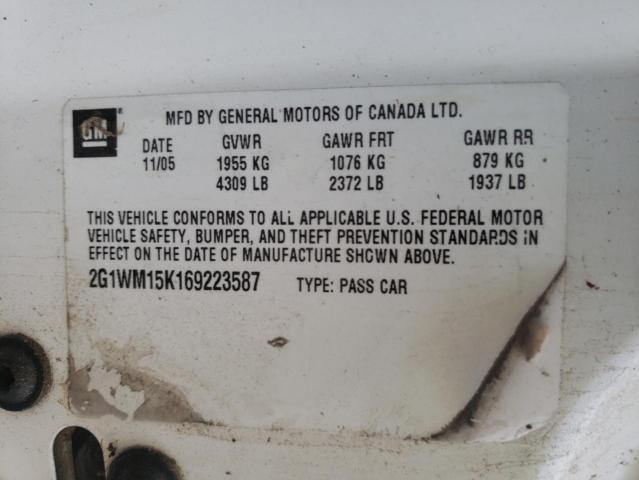 GM
MFD BY GENERAL MOTORS OF CANADA LTD.
DATE GVWR GAWR FRT GAWR RR
11/05 1955 KG 1076 KG 879 KG
4309 LB 2372 LB 1937 LB
THIS VEHICLE CONFORMS TO ALL APPLICABLE U.S. FEDERAL MOTOR
VEHICLE SAFETY, BUMPER, AND THEFT PREVENTION STANDARDS IN
EFFECT ON THE DATE OF MANUFACTURE SHOWN ABOVE.
2G1WM15K169223587 TYPE: PASS CAR